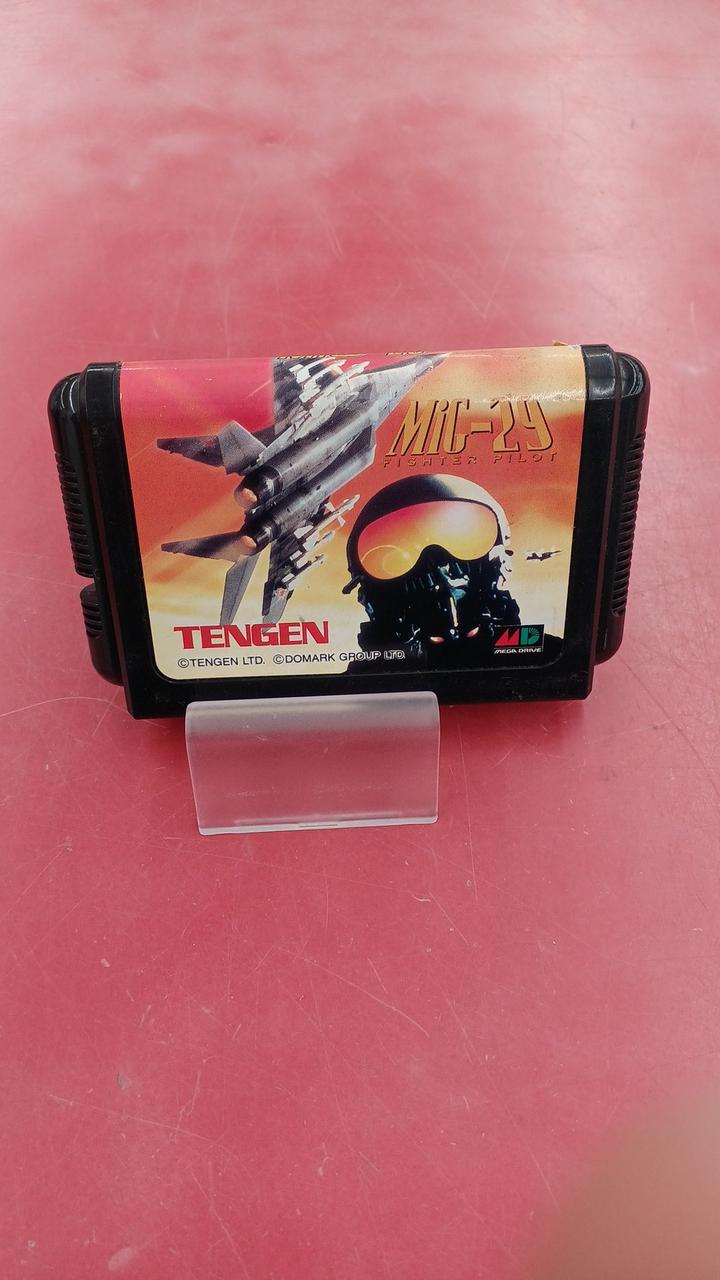 MiG-29
FIGHTER PILOT
TENGEN
©TENGEN LTD. ©DOMARK GROUP LTD.
MD
MEGA DRIVE